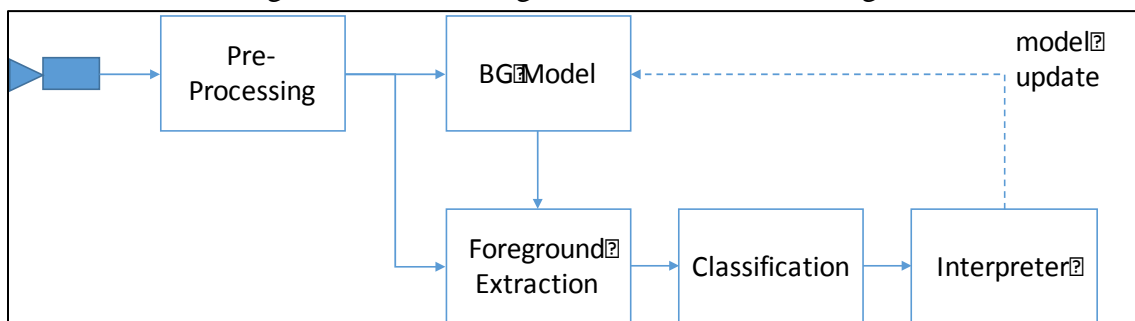 Pre-
Processing
BG⍰Model
model⍰
update
Foreground⍰
Extraction
Classification
Interpreter⍰